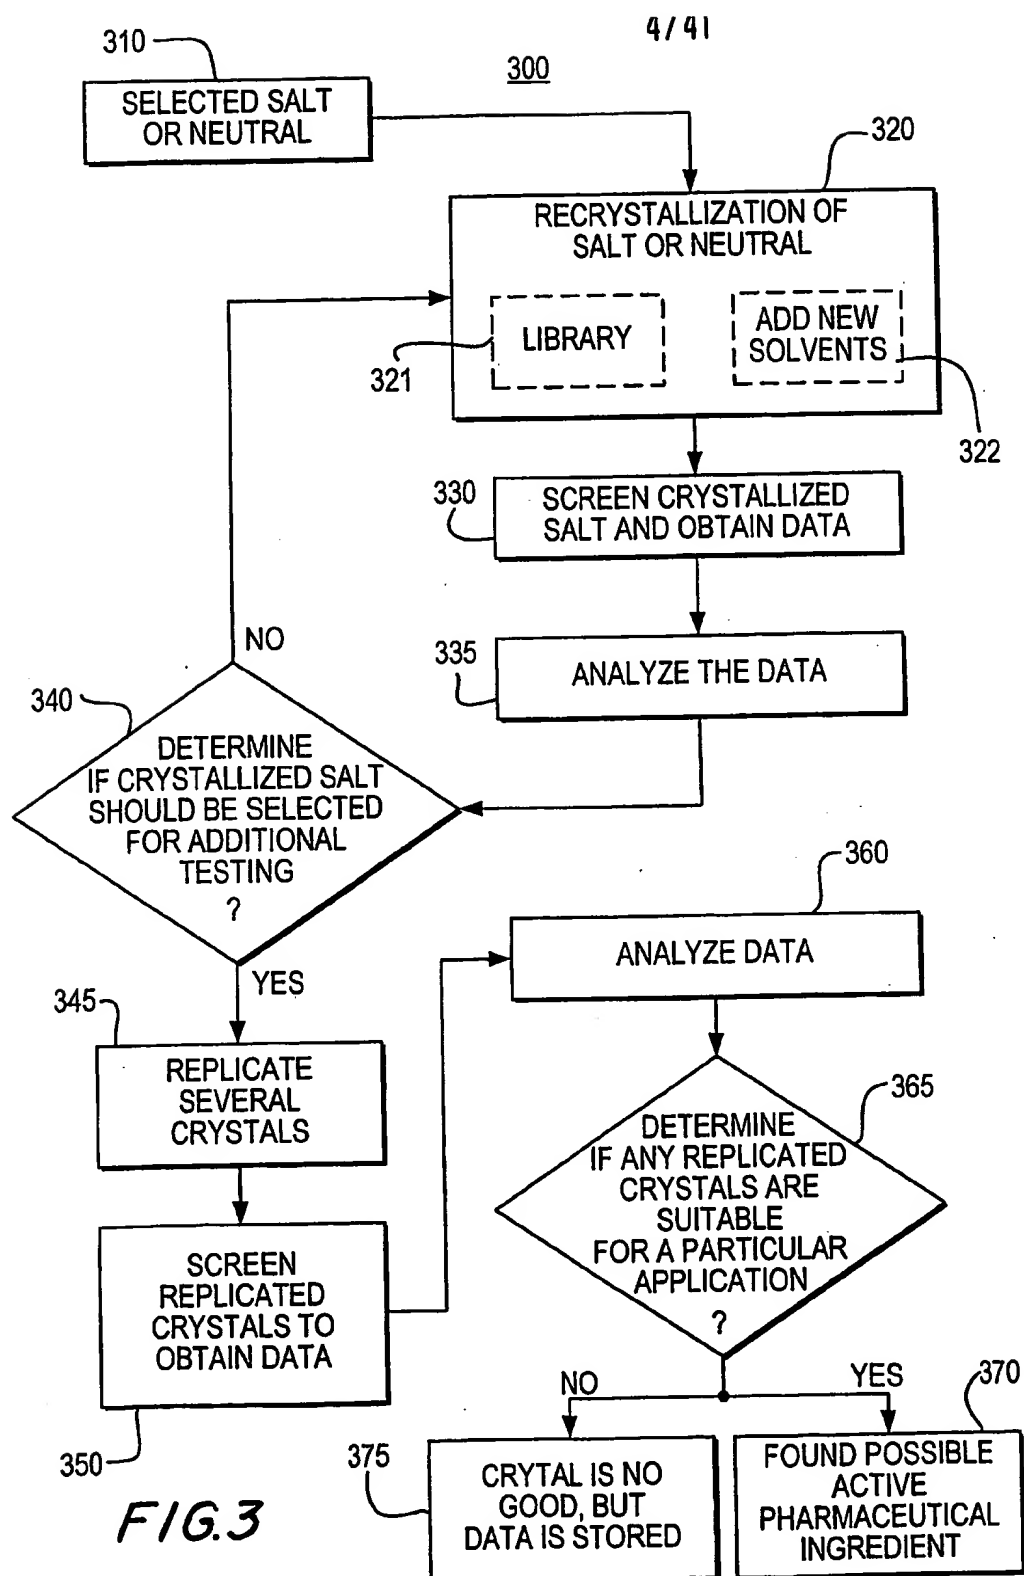 4/41
300
310
SELECTED SALT
OR NEUTRAL
320
RECRYSTALLIZATION OF
SALT OR NEUTRAL
LIBRARY
321
ADD NEW
SOLVENTS
322
330
SCREEN CRYSTALLIZED
SALT AND OBTAIN DATA
335
ANALYZE THE DATA
NO
340
DETERMINE
IF CRYSTALLIZED SALT
SHOULD BE SELECTED
FOR ADDITIONAL
TESTING
?
YES
345
REPLICATE
SEVERAL
CRYSTALS
SCREEN
REPLICATED
CRYSTALS TO
OBTAIN DATA
350
360
ANALYZE DATA
365
DETERMINE
IF ANY REPLICATED
CRYSTALS ARE
SUITABLE
FOR A PARTICULAR
APPLICATION
?
NO
YES
375
CRYTAL IS NO
GOOD, BUT
DATA IS STORED
370
FOUND POSSIBLE
ACTIVE
PHARMACEUTICAL
INGREDIENT
FIG.3